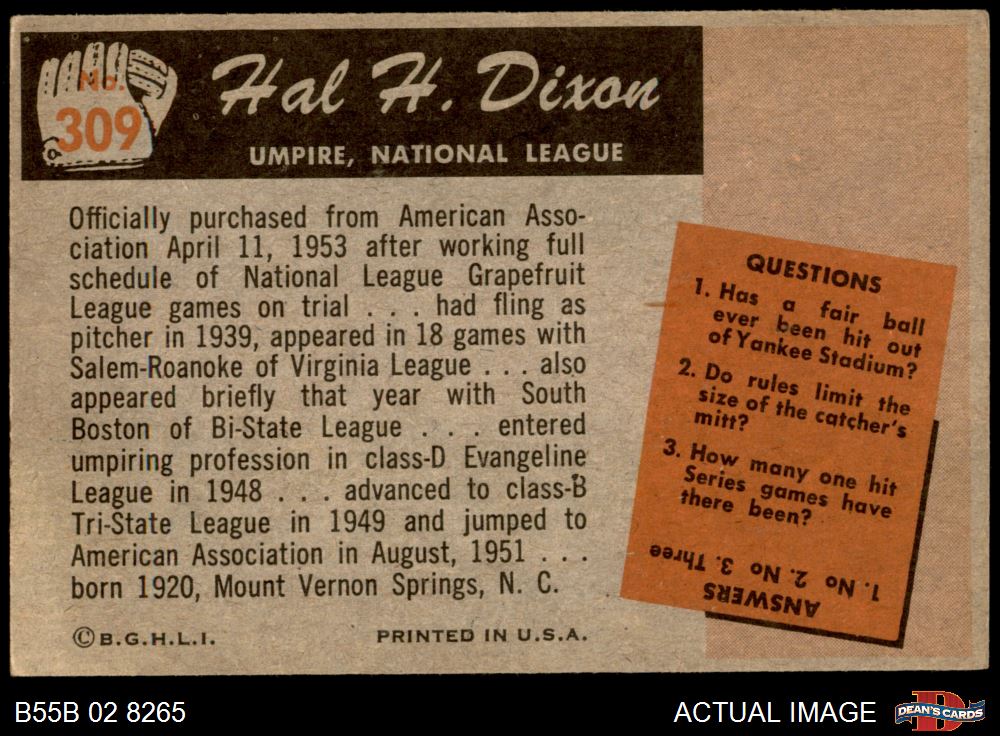 No.
309
Hal H. Dixon
UMPIRE, NATIONAL LEAGUE
Officially purchased from American Asso-
ciation April 11, 1953 after working full
schedule of National League Grapefruit
League games on trial . . . had fling as
pitcher in 1939, appeared in 18 games with
Salem-Roanoke of Virginia League . . . also
appeared briefly that year with South
Boston of Bi-State League . . . entered
umpiring profession in class-D Evangeline
League in 1948 . . . advanced to class-B
Tri-State League in 1949 and jumped to
American Association in August, 1951 . . .
born 1920, Mount Vernon Springs, N. C.
©B.G.H.L.I.
PRINTED IN U.S.A.
QUESTIONS
1. Has a fair ball
ever been hit out
of Yankee Stadium?
2. Do rules limit the
size of the catcher's
mitt?
3. How many one hit
Series games have
there been?
ANSWERS
1. No 2. No 3. Three
B55B 02 8265
ACTUAL IMAGE
DEAN'S CARDS